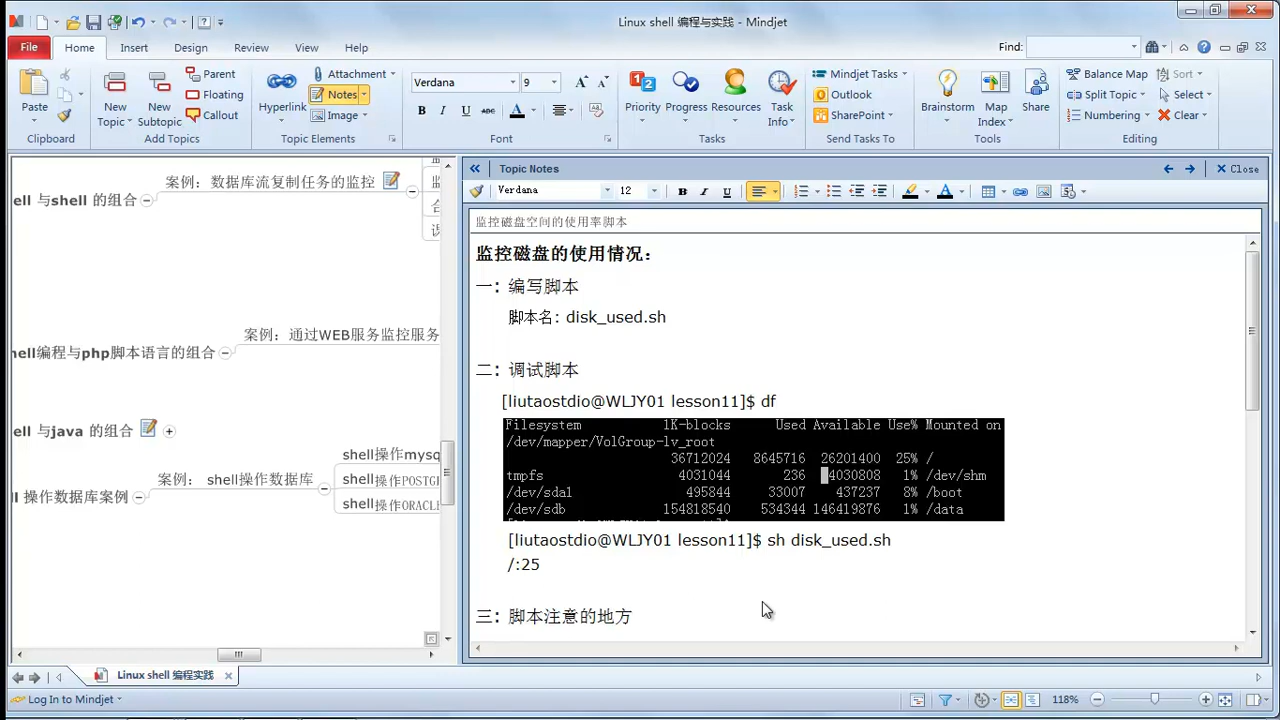 Linux shell 编程与实践 - Mindjet
File
Home
Insert
Design
Review
View
Help
Find:
Paste
New
Topic
New
Subtopic
Parent
Floating
Callout
Hyperlink
Attachment
Notes
Image
Verdana
9
B I U abc A
Priority
Progress
Resources
Task
Info
Mindjet Tasks
Outlook
SharePoint
Brainstorm
Map
Index
Share
Balance Map
Split Topic
Numbering
Sort
Select
Clear
Clipboard
Add Topics
Topic Elements
Font
Tasks
Send Tasks To
Tools
Editing
案例：数据库流复制任务的监控
ell 与shell 的组合
案例：通过WEB服务监控服务
hell编程与php脚本语言的组合
ell 与java 的组合
案例： shell操作数据库
ell 操作数据库案例
shell操作mysq
shell操作POSTG
shell操作ORACLE
Topic Notes
Close
Verdana
12
B I U
监控磁盘空间的使用率脚本
监控磁盘的使用情况：
一：编写脚本
脚本名: disk_used.sh
二：调试脚本
[liutaostdio@WLJY01 lesson11]$ df
Filesystem 1K-blocks Used Available Use% Mounted on
/dev/mapper/VolGroup-lv_root
36712024 8645716 26201400 25% /
tmpfs 4031044 236 4030808 1% /dev/shm
/dev/sda1 495844 33007 437237 8% /boot
/dev/sdb 154818540 534344 146419876 1% /data
[liutaostdio@WLJY01 lesson11]$ sh disk_used.sh
/:25
三：脚本注意的地方
Linux shell 编程实践
Log In to Mindjet
118%